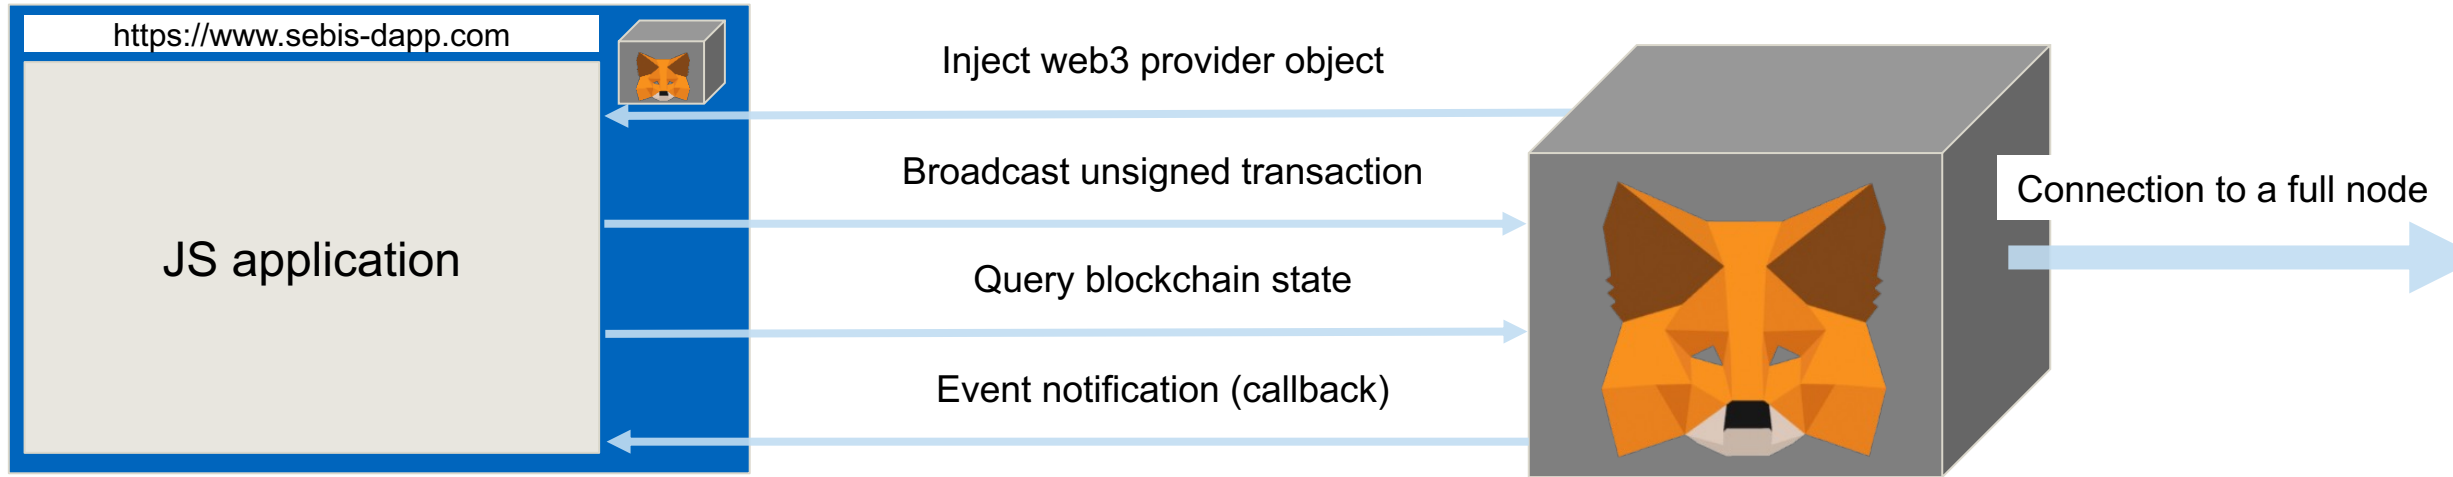 https://www.sebis-dapp.com
JS application
Inject web3 provider object
Broadcast unsigned transaction
Query blockchain state
Event notification (callback)
Connection to a full node